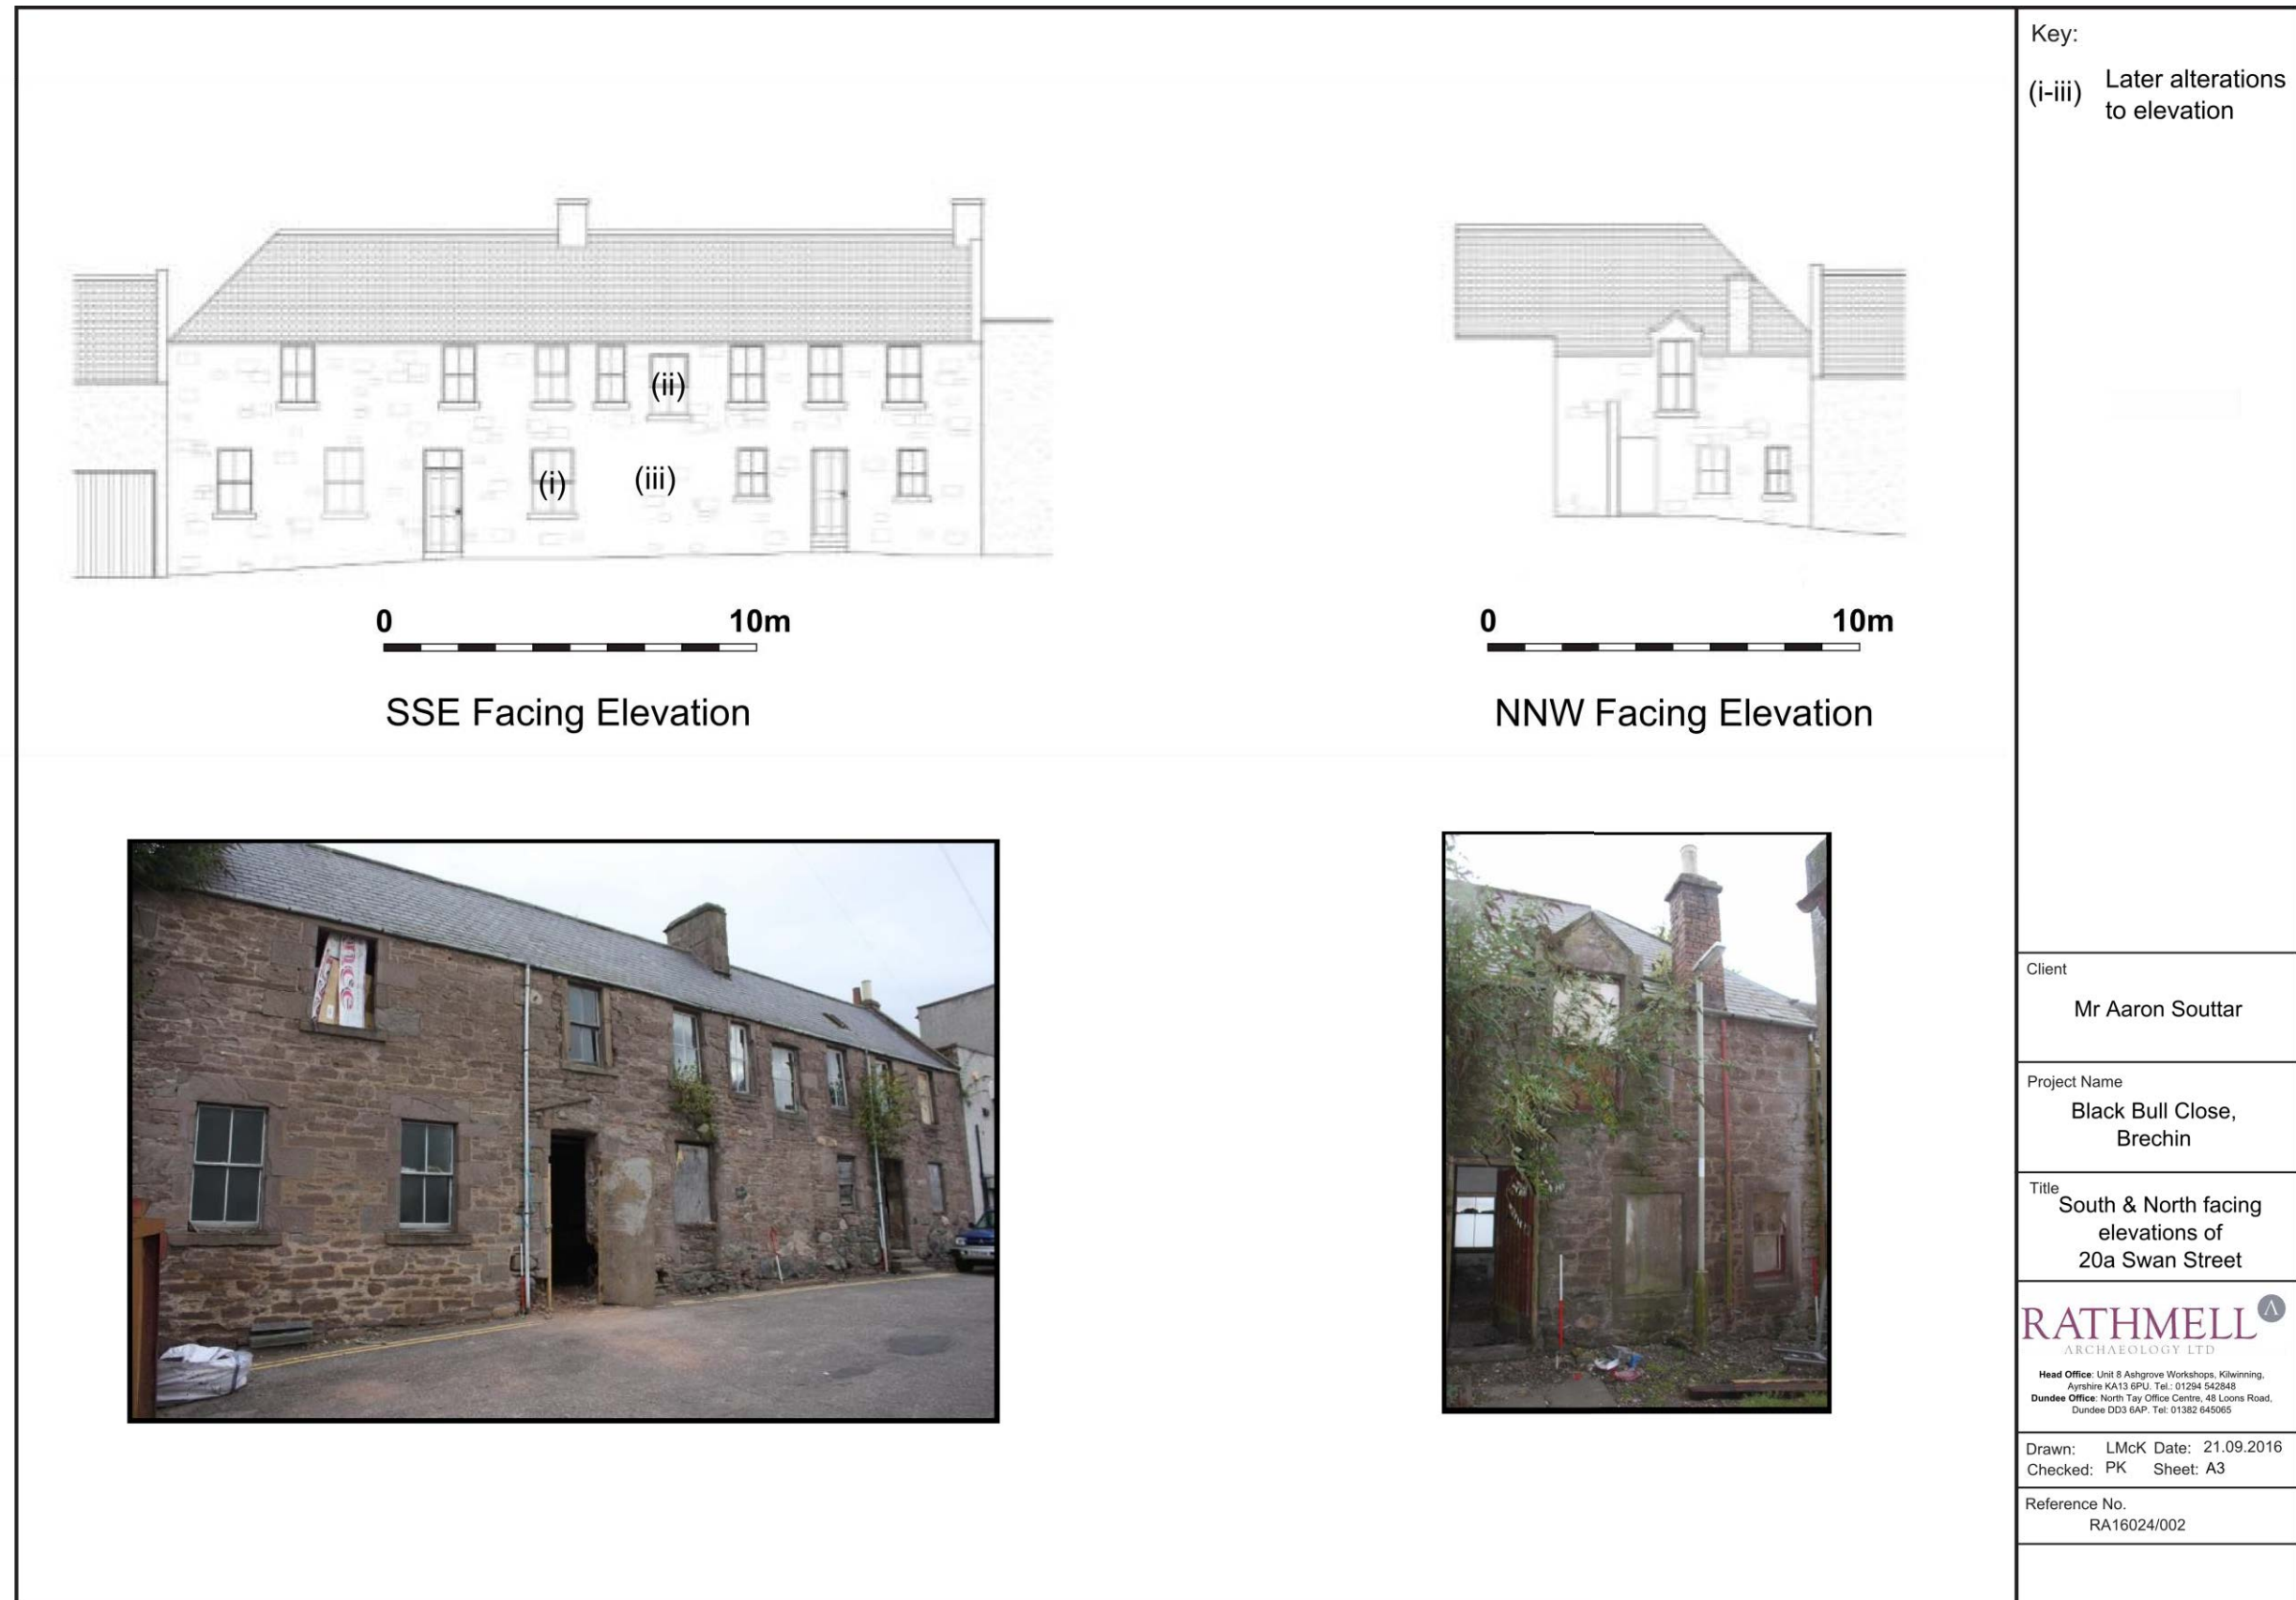 (ii)
(i)
(iii)
0 10m
SSE Facing Elevation
0 10m
NNW Facing Elevation
Key:
(i-iii) Later alterations
to elevation
Client
Mr Aaron Souttar
Project Name
Black Bull Close,
Brechin
Title
South & North facing
elevations of
20a Swan Street
RATHMELL
ARCHAEOLOGY LTD
Head Office: Unit 8 Ashgrove Workshops, Kilwinning,
Ayrshire KA13 6PU. Tel.: 01294 542848
Dundee Office: North Tay Office Centre, 48 Loons Road,
Dundee DD3 6AP. Tel: 01382 645065
Drawn: LMcK Date: 21.09.2016
Checked: PK Sheet: A3
Reference No.
RA16024/002